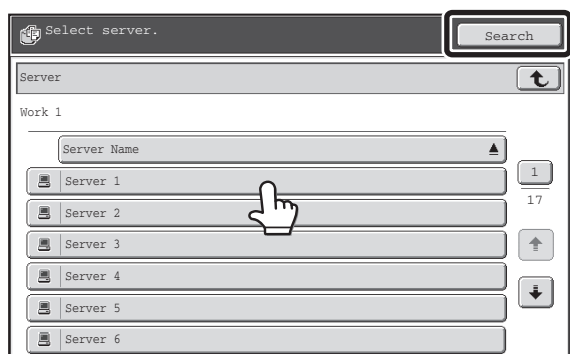 Select server.
Search
Server
Work 1
Server Name
Server 1
1
17
Server 2
Server 3
Server 4
Server 5
Server 6